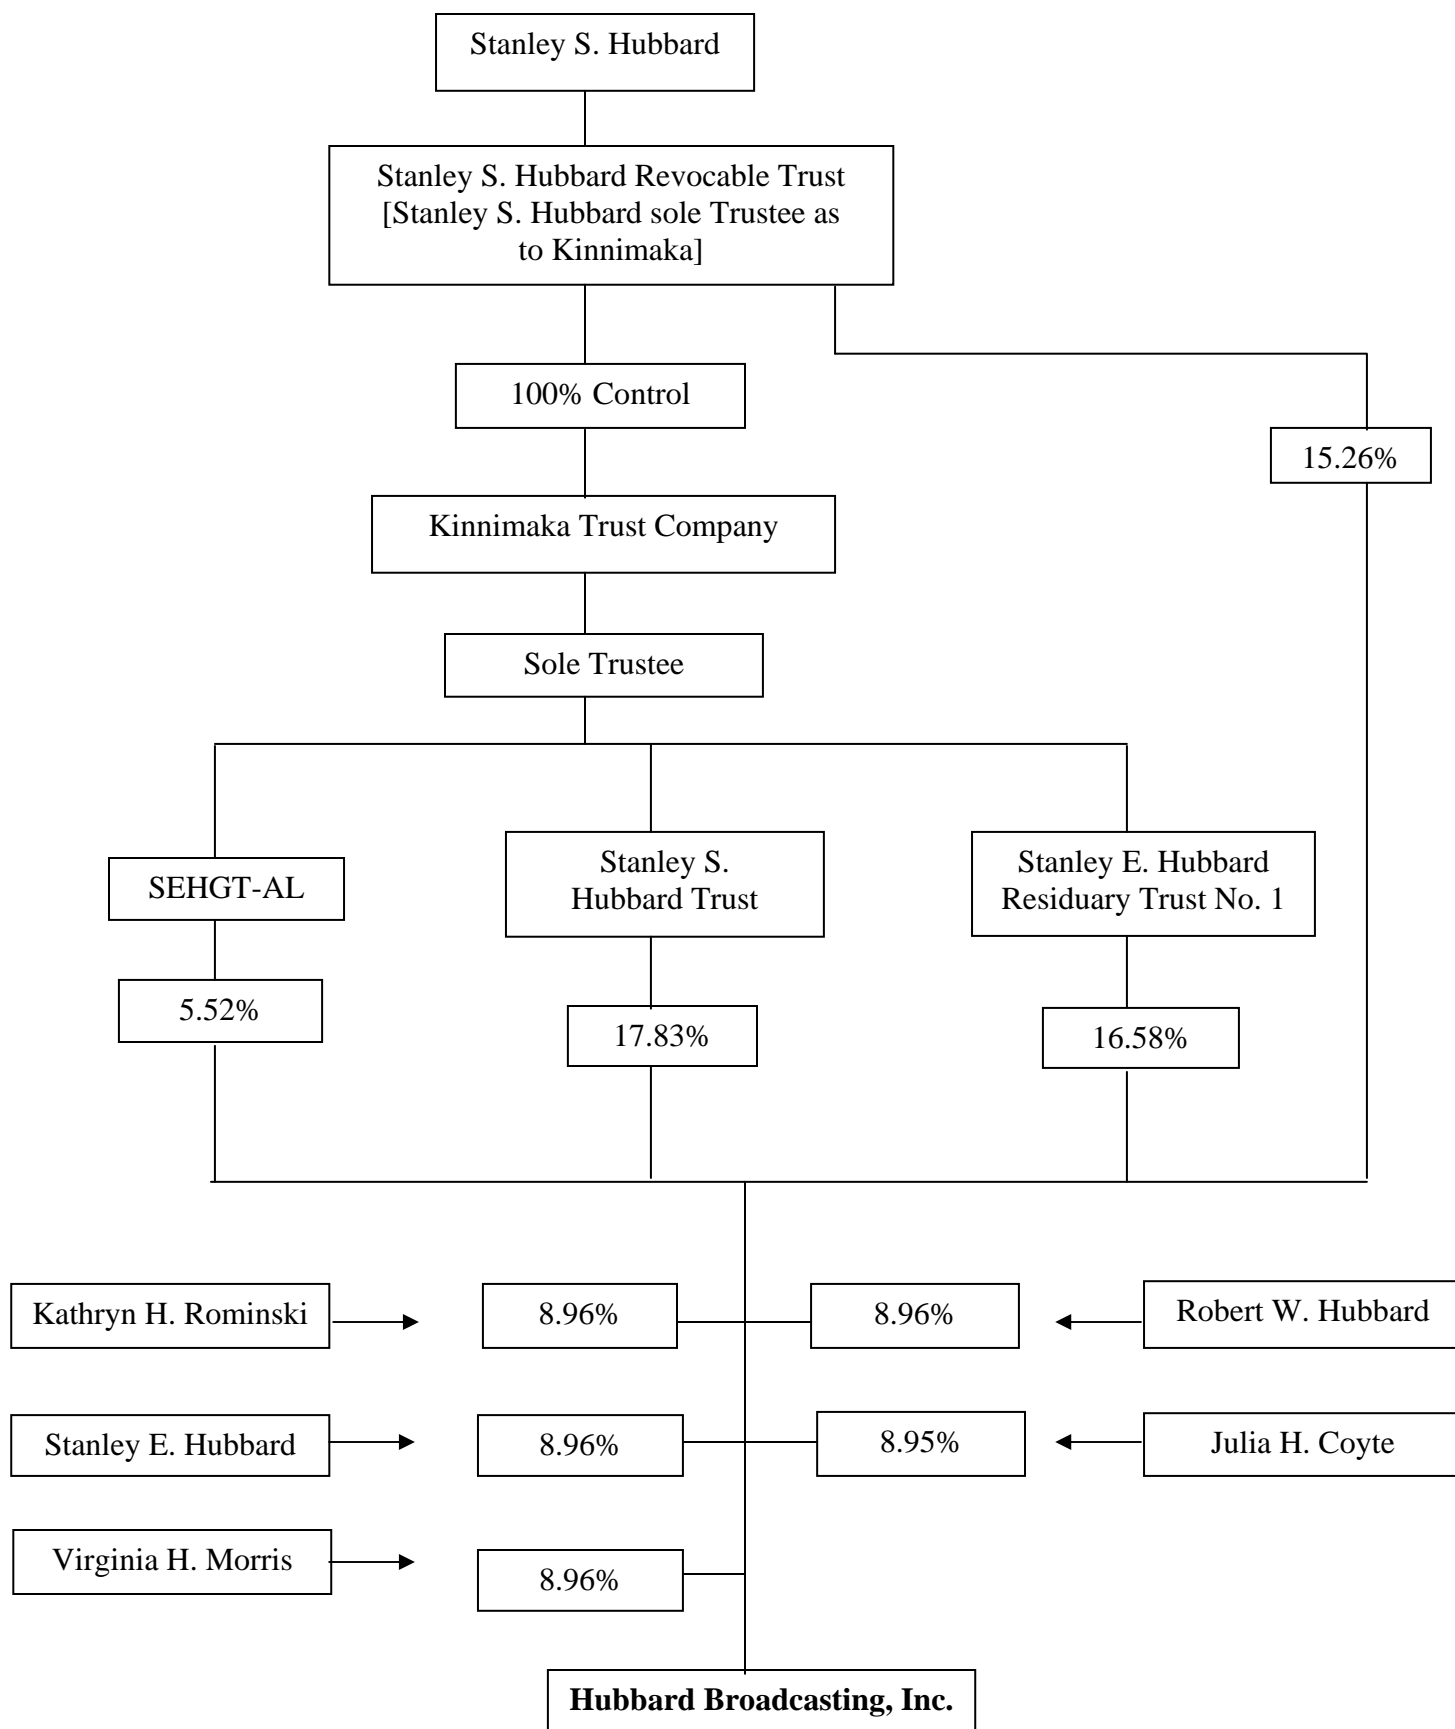 Stanley S. Hubbard
Stanley S. Hubbard Revocable Trust
[Stanley S. Hubbard sole Trustee as
to Kinnimaka]
100% Control
15.26%
Kinnimaka Trust Company
Sole Trustee
SEHGT-AL
Stanley S.
Hubbard Trust
Stanley E. Hubbard
Residuary Trust No. 1
5.52%
17.83%
16.58%
Kathryn H. Rominski
8.96%
8.96%
Robert W. Hubbard
Stanley E. Hubbard
8.96%
8.95%
Julia H. Coyte
Virginia H. Morris
8.96%
Hubbard Broadcasting, Inc.